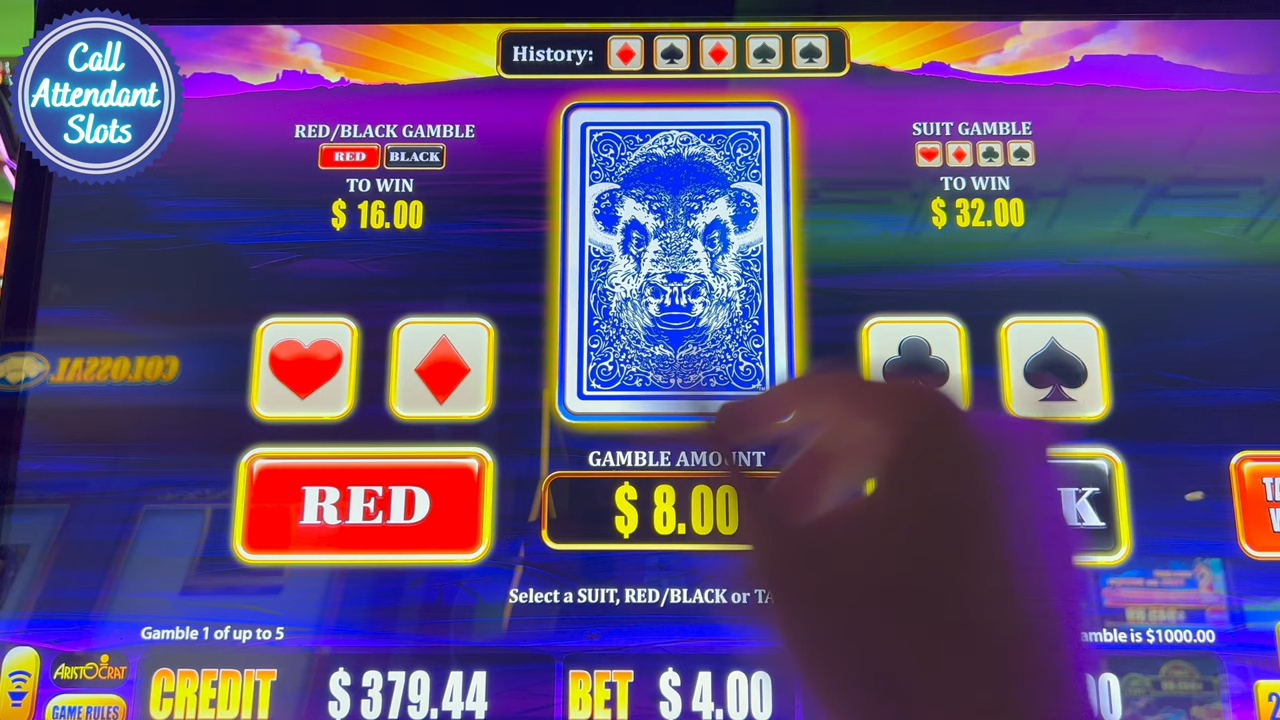 Call
Attendant
Slots
History:
RED/BLACK GAMBLE
RED BLACK
TO WIN
$ 16.00
SUIT GAMBLE
TO WIN
$ 32.00
COLOSSAL
RED
GAMBLE AMOUNT
$ 8.00
K
Select a SUIT, RED/BLACK or TA
Gamble 1 of up to 5
amble is $1000.00
ARISTOCRAT
GAME RULES
CREDIT $379.44
BET $4.00